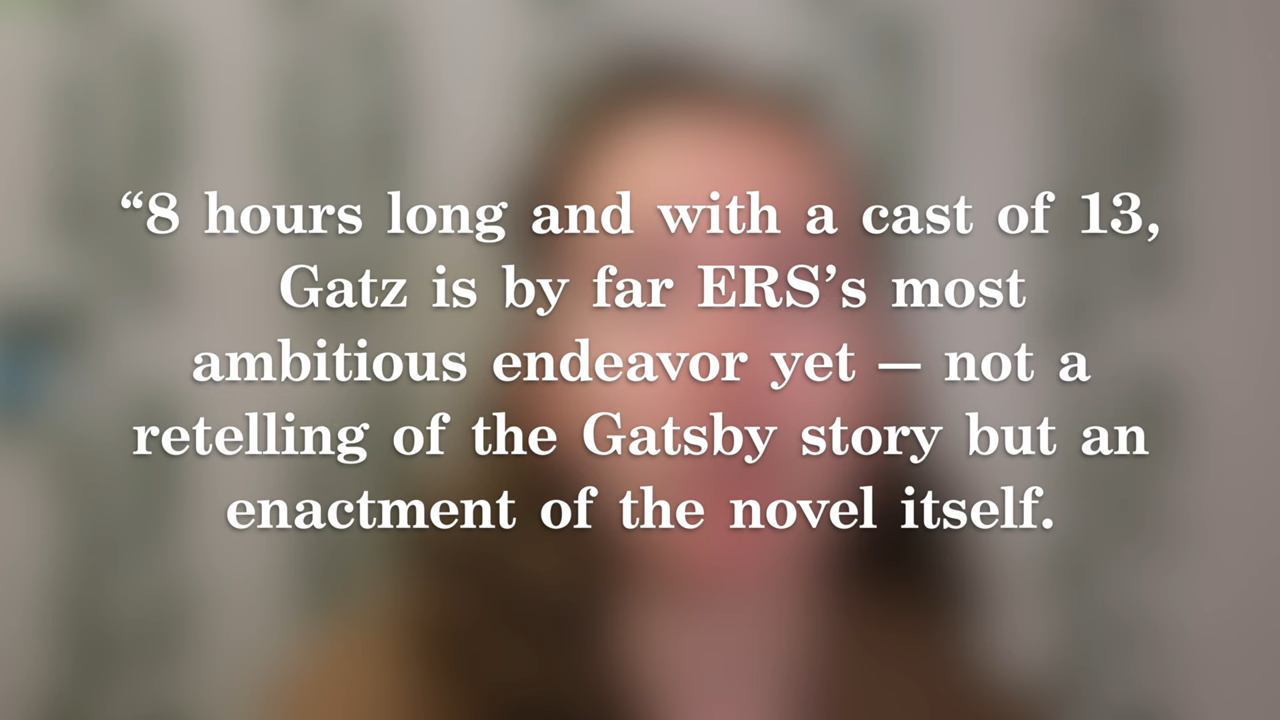 “8 hours long and with a cast of 13,
Gatz is by far ERS’s most
ambitious endeavor yet — not a
retelling of the Gatsby story but an
enactment of the novel itself.